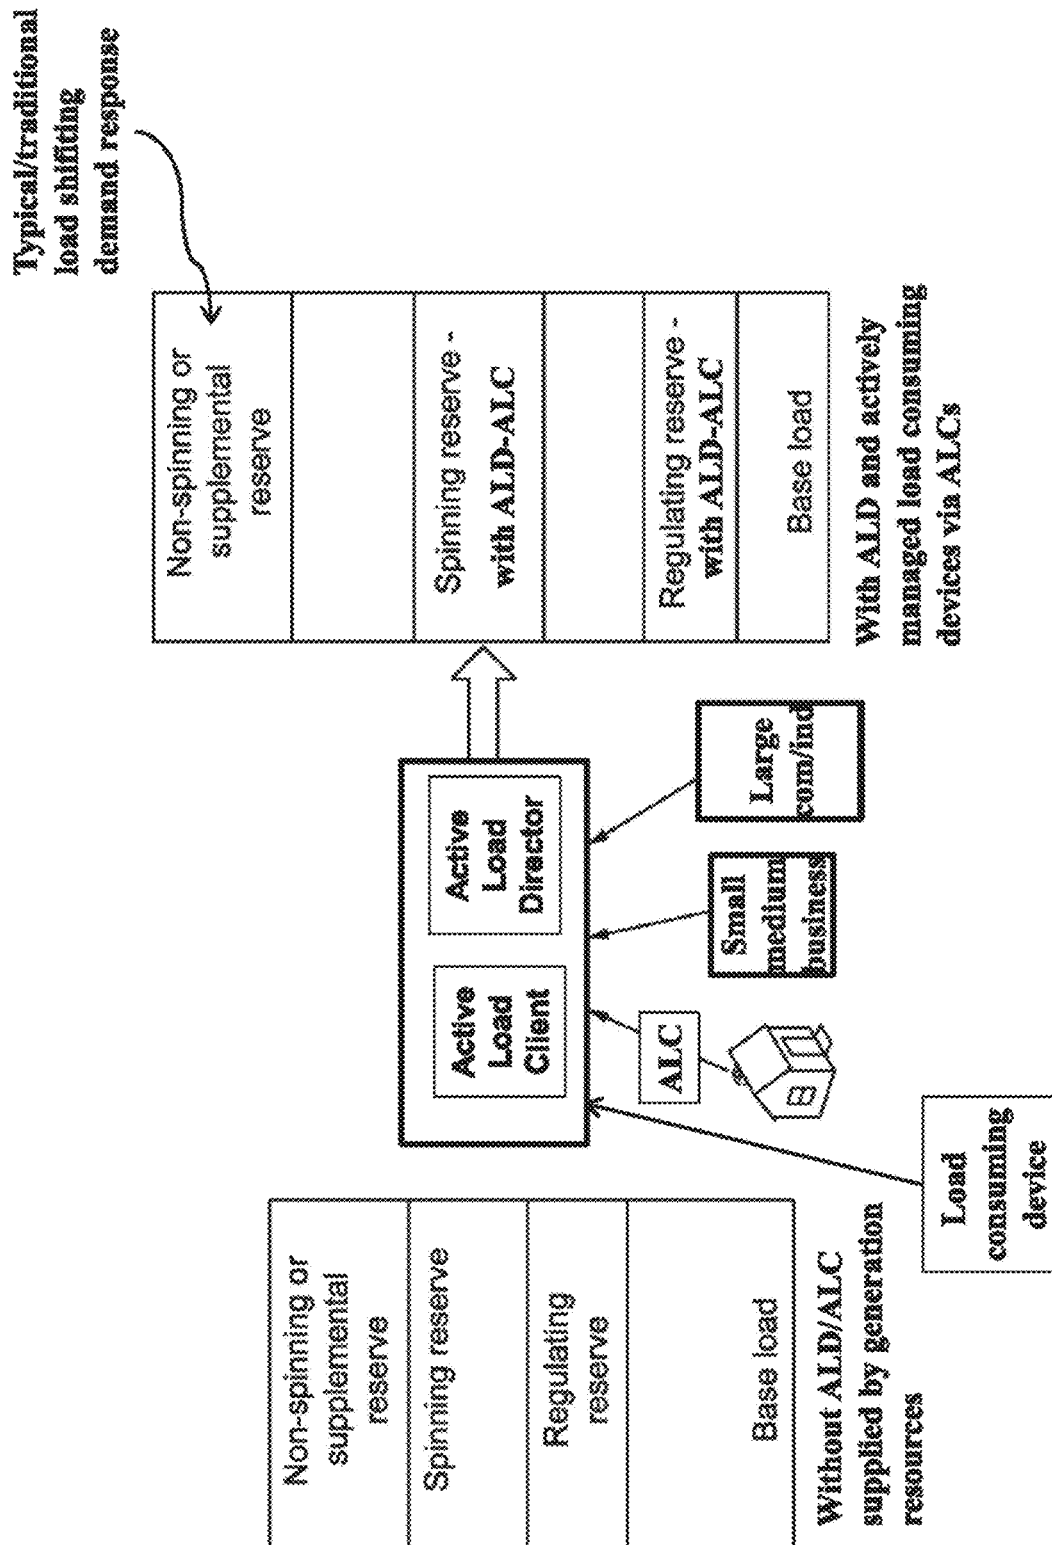 Non-spinning or
supplemental
reserve
Spinning reserve
Regulating
reserve
Base load
Without ALD/ALC
supplied by generation
resources
Active
Load
Client
Active
Load
Director
ALC
Small
medium
business
Large
com/ind
Load
consuming
device
Typical/traditional
load shifiting
demand response
Non-spinning or
supplemental
reserve
Spinning reserve -
with ALD-ALC
Regulating reserve -
with ALD-ALC
Base load
With ALD and actively
managed load consuming
devices via ALCs